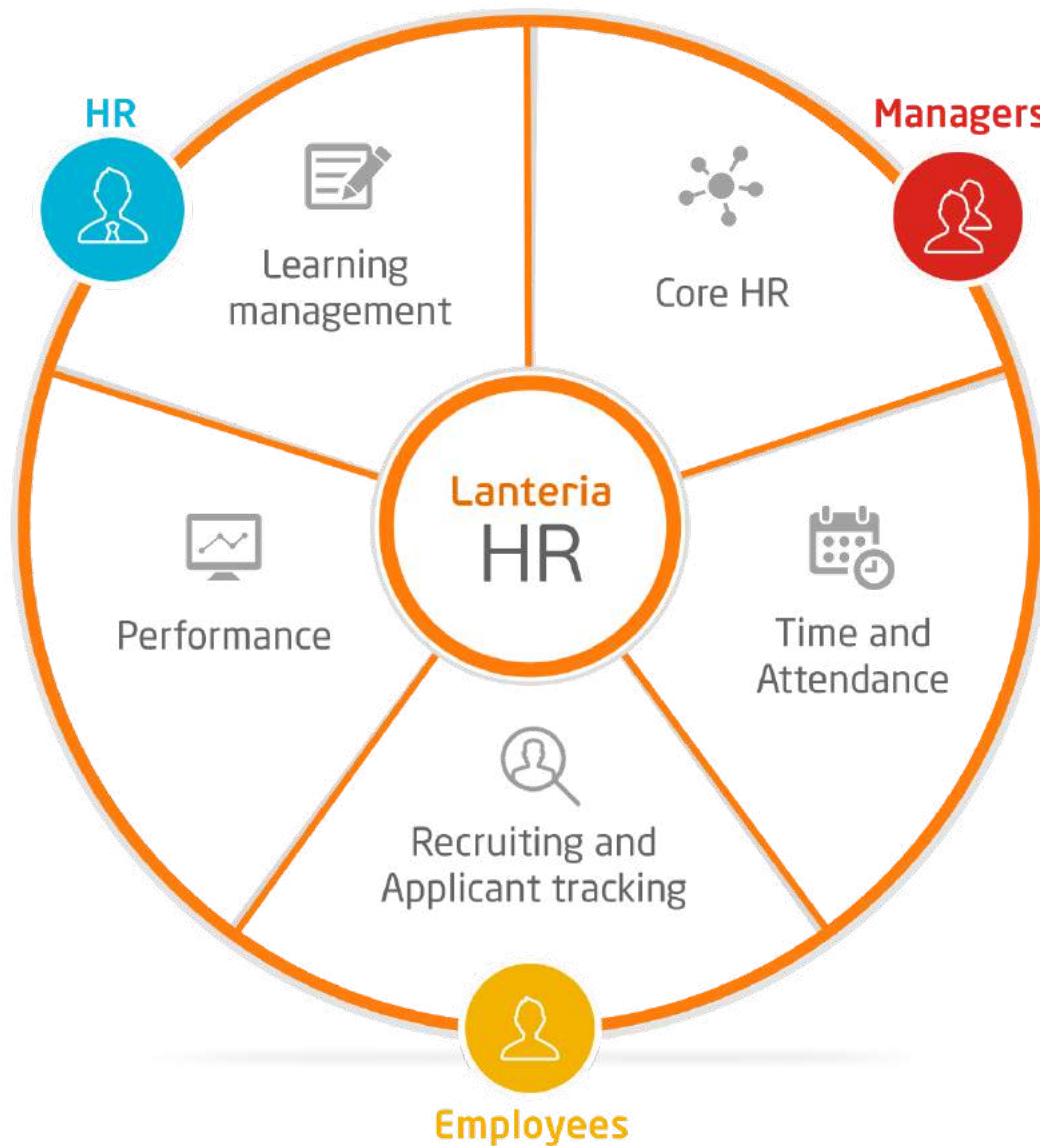 HR
Managers
Learning
management
Core HR
Lanteria
HR
Performance
Time and
Attendance
Recruiting and
Applicant tracking
Employees